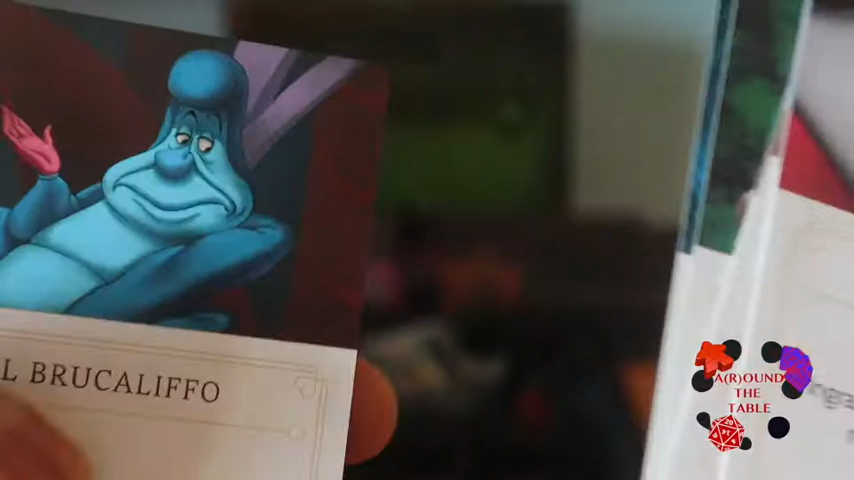 L BRUCALIFFO
A(R)OUND
THE
TABLE